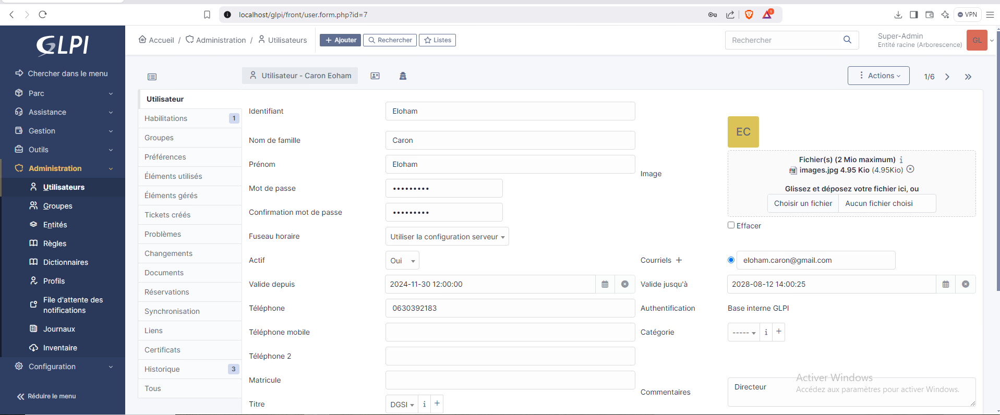 localhost/glpi/front/user.form.php?id=7
1
VPN
GLPI
Accueil / Administration / Utilisateurs
+ Ajouter
Rechercher
Listes
Rechercher
Super-Admin
Entité racine (Arborescence)
GL
Chercher dans le menu
Parc
Assistance
Gestion
Outils
Administration
Utilisateurs
Groupes
Entités
Règles
Dictionnaires
Profils
File d'attente des
notifications
Journaux
Inventaire
Configuration
Réduire le menu
Utilisateur - Caron Eoham
Actions
1/6
Utilisateur
Habilitations 1
Groupes
Préférences
Éléments utilisés
Éléments gérés
Tickets créés
Problèmes
Changements
Documents
Réservations
Synchronisation
Liens
Certificats
Historique 3
Tous
Identifiant Eloham
Nom de famille Caron
Prénom Eloham
Mot de passe •••••••••
Confirmation mot de passe •••••••••
Fuseau horaire Utiliser la configuration serveur
Actif Oui
Valide depuis 2024-11-30 12:00:00
Téléphone 0630392183
Téléphone mobile
Téléphone 2
Matricule
Titre DGSI i +
EC
Image
Fichier(s) (2 Mio maximum) i
images.jpg 4.95 Kio (4.95Kio)
Glissez et déposez votre fichier ici, ou
Choisir un fichier Aucun fichier choisi
Effacer
Courriels + eloham.caron@gmail.com
Valide jusqu'à 2028-08-12 14:00:25
Authentification Base interne GLPI
Catégorie ----- i +
Commentaires Directeur
Activer Windows
Accédez aux paramètres pour activer Windows.